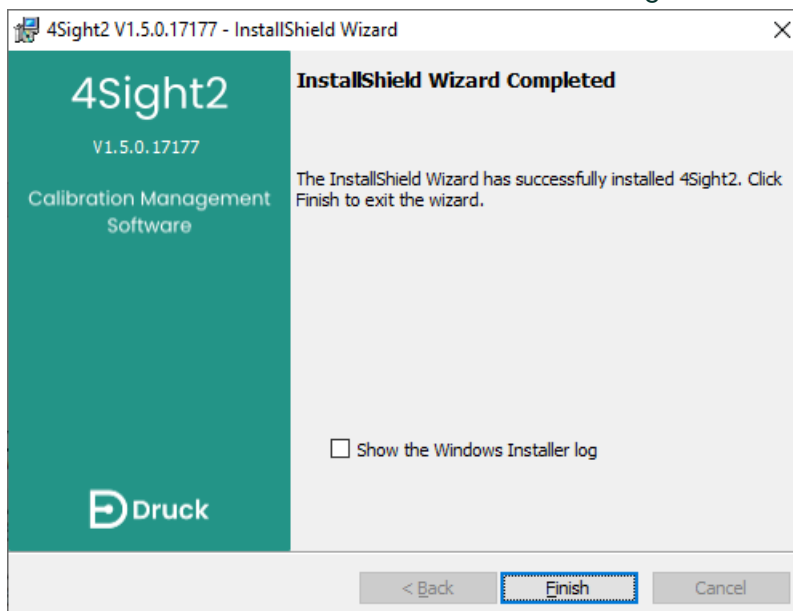 4Sight2 V1.5.0.17177 - InstallShield Wizard
4Sight2
V1.5.0.17177
Calibration Management
Software
Druck
InstallShield Wizard Completed
The InstallShield Wizard has successfully installed 4Sight2. Click
Finish to exit the wizard.
Show the Windows Installer log
< Back
Finish
Cancel